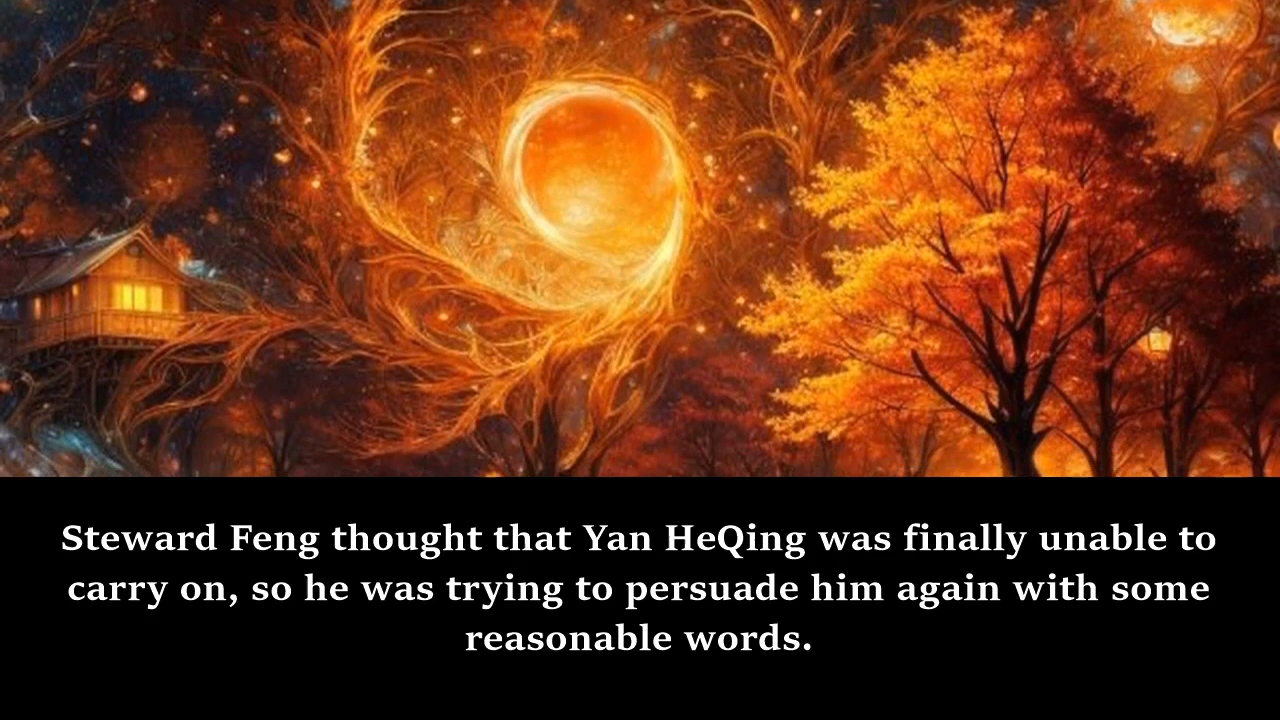 Steward Feng thought that Yan HeQing was finally unable to
carry on, so he was trying to persuade him again with some
reasonable words.